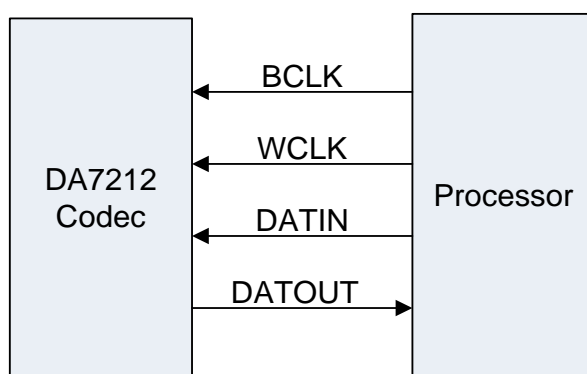 BCLK
WCLK
DA7212
Codec
Processor
DATIN
DATOUT